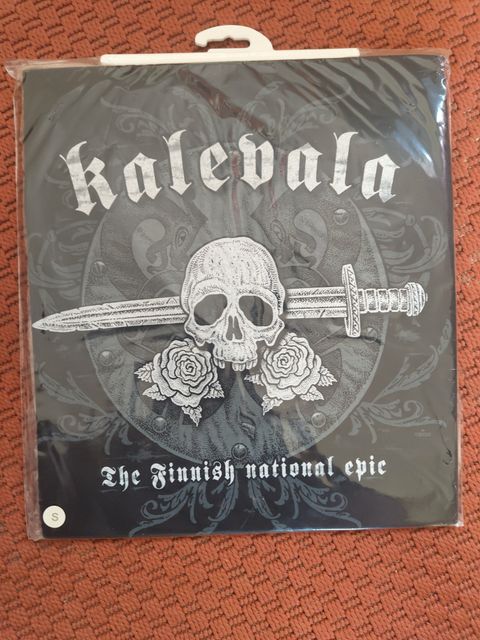 kalevala
The Finnish national epic
S